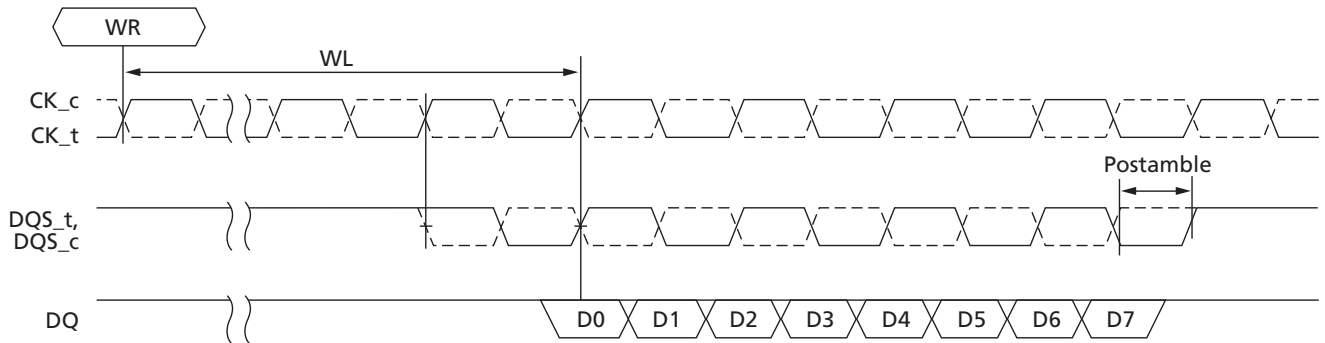 WR
WL
CK_c
CK_t
Postamble
DQS_t,
DQS_c
DQ
D0 D1 D2 D3 D4 D5 D6 D7